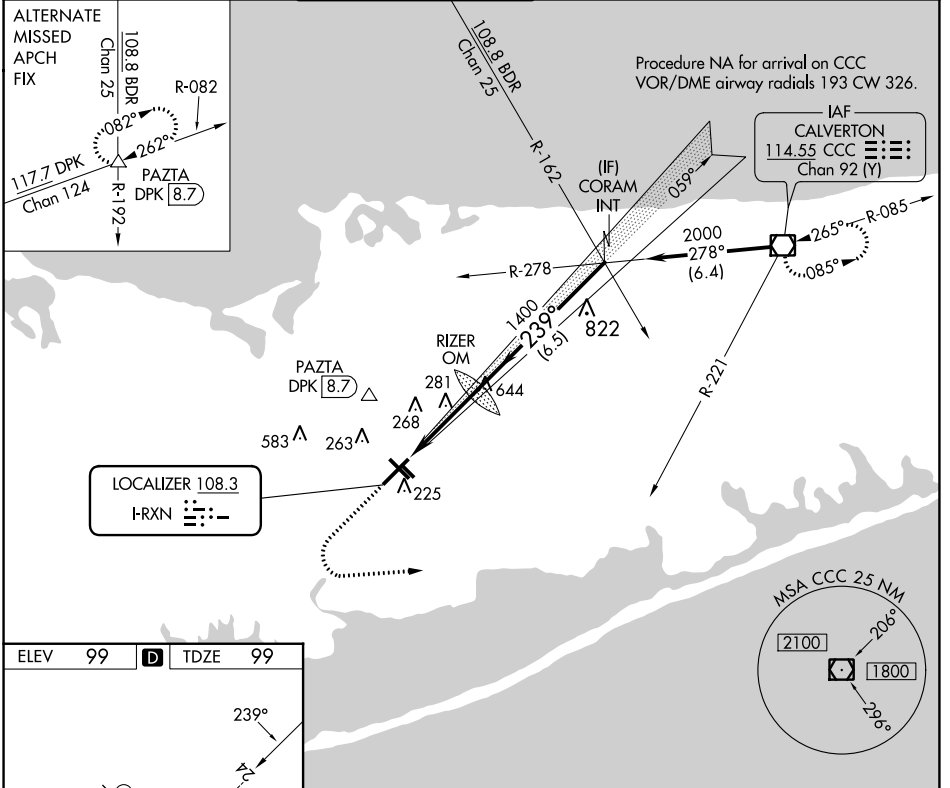 ALTERNATE
MISSED
APCH
FIX
108.8 BDR
Chan 25
R-082
082°
262°
117.7 DPK
Chan 124
PAZTA
DPK 8.7
R-192
108.8 BDR
Chan 25
R-162
Procedure NA for arrival on CCC
VOR/DME airway radials 193 CW 326.
IAF
CALVERTON
114.55 CCC
Chan 92 (Y)
(IF)
CORAM
INT
059°
2000
278°
(6.4)
265°
R-085
085°
R-278
1400
239°
(6.5)
822
R-221
RIZER
OM
644
PAZTA
DPK 8.7
281
268
583
263
225
LOCALIZER 108.3
I-RXN
MSA CCC 25 NM
2100
206°
1800
296°
ELEV 99 D TDZE 99
239°
24